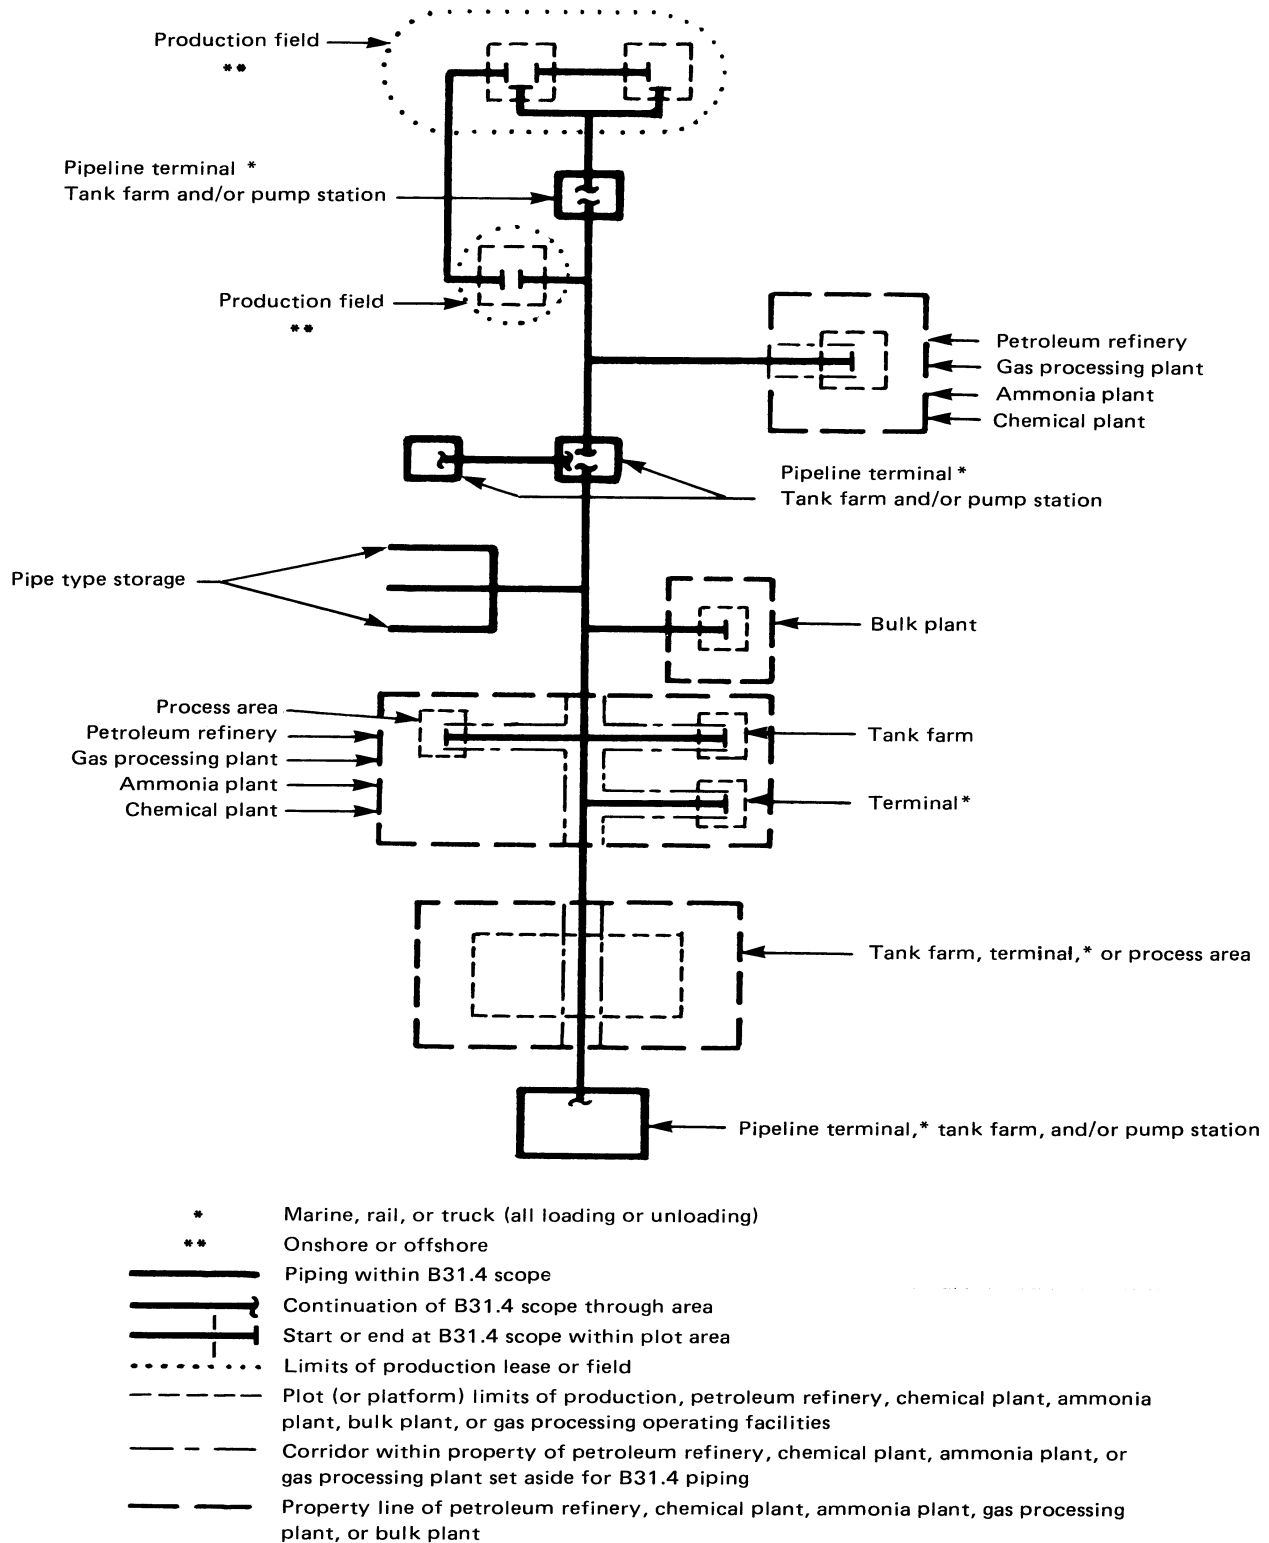 Production field
**
Pipeline terminal *
Tank farm and/or pump station
Production field
**
Petroleum refinery
Gas processing plant
Ammonia plant
Chemical plant
Pipeline terminal *
Tank farm and/or pump station
Pipe type storage
Bulk plant
Process area
Petroleum refinery
Gas processing plant
Ammonia plant
Chemical plant
Tank farm
Terminal*
Tank farm, terminal,* or process area
Pipeline terminal,* tank farm, and/or pump station
* Marine, rail, or truck (all loading or unloading)
** Onshore or offshore
Piping within B31.4 scope
Continuation of B31.4 scope through area
Start or end at B31.4 scope within plot area
Limits of production lease or field
Plot (or platform) limits of production, petroleum refinery, chemical plant, ammonia
plant, bulk plant, or gas processing operating facilities
Corridor within property of petroleum refinery, chemical plant, ammonia plant, or
gas processing plant set aside for B31.4 piping
Property line of petroleum refinery, chemical plant, ammonia plant, gas processing
plant, or bulk plant